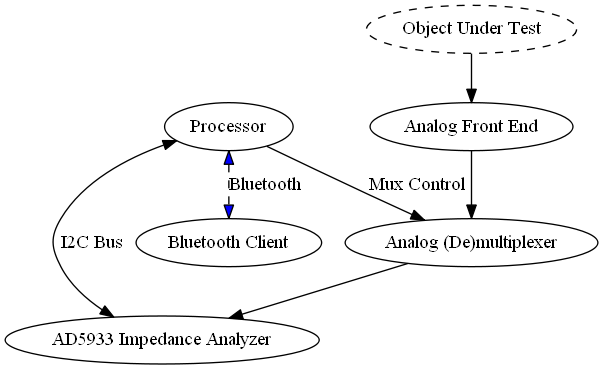 Object Under Test
Processor
Analog Front End
Bluetooth
Mux Control
I2C Bus
Bluetooth Client
Analog (De)multiplexer
AD5933 Impedance Analyzer